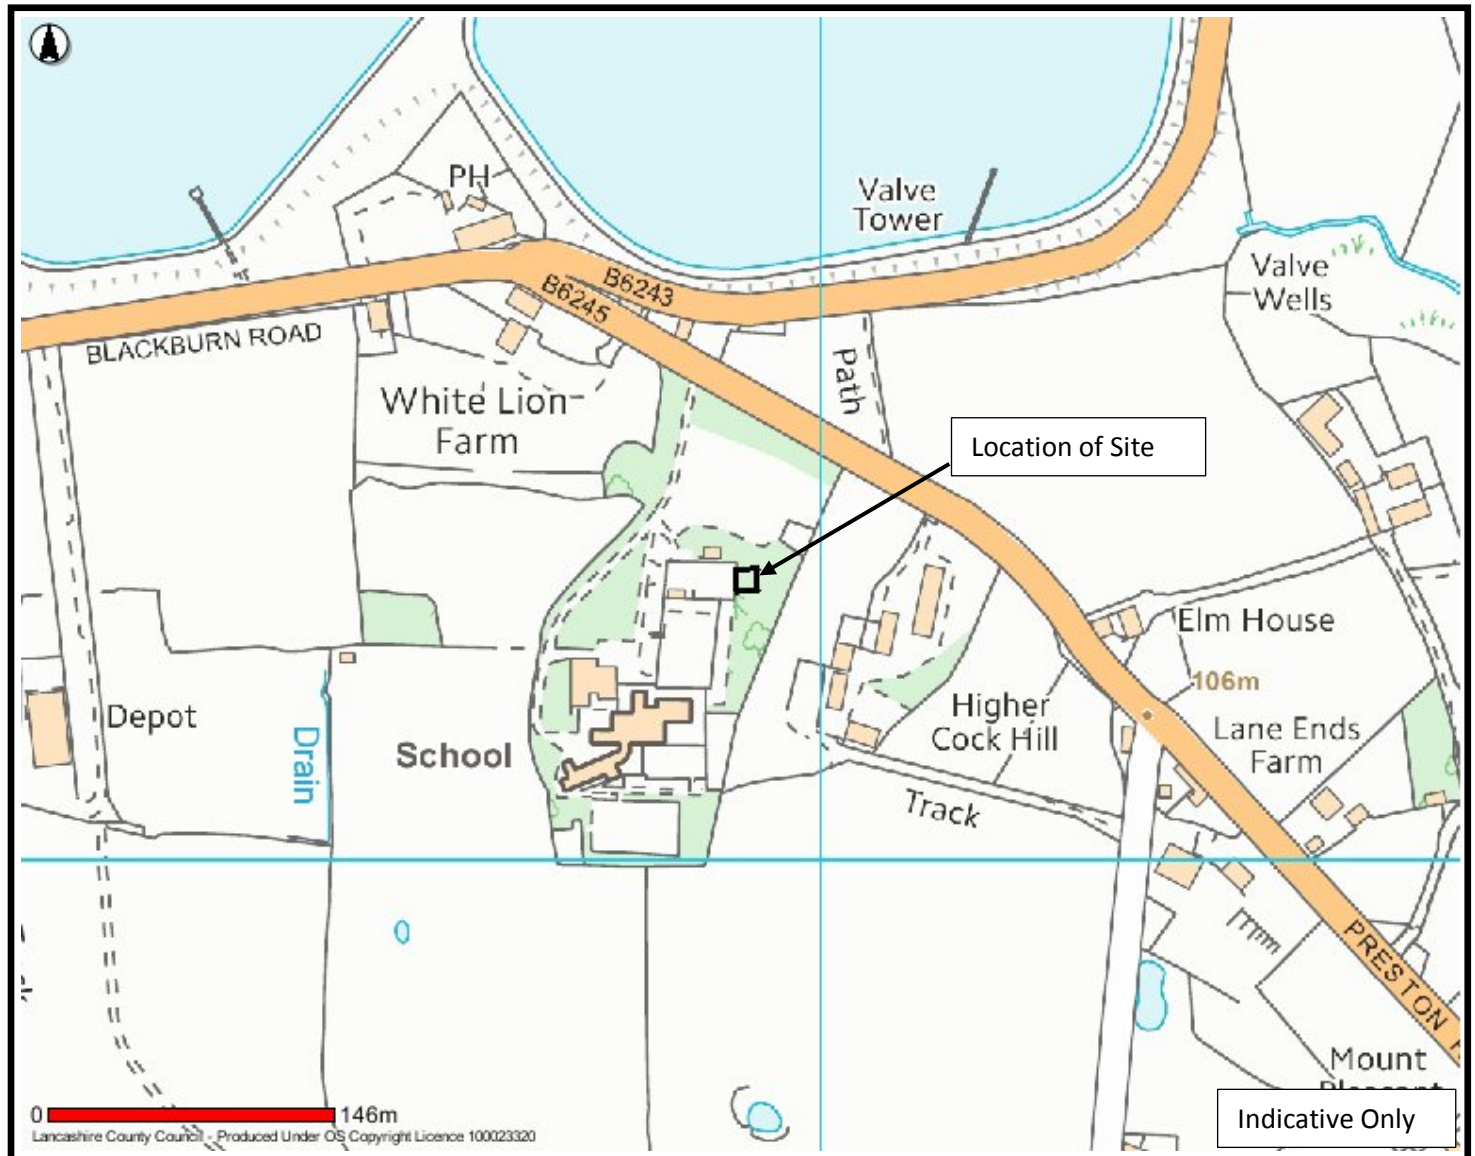 PH
Valve
Tower
Valve
Wells
B6243
B6245
BLACKBURN ROAD
Path
White Lion
Farm
Location of Site
Elm House
106m
Depot
Drain
School
Higher
Cock Hill
Lane Ends
Farm
Track
PRESTON
Mount
Indicative Only
0 146m
Lancashire County Council - Produced Under OS Copyright Licence 100023320